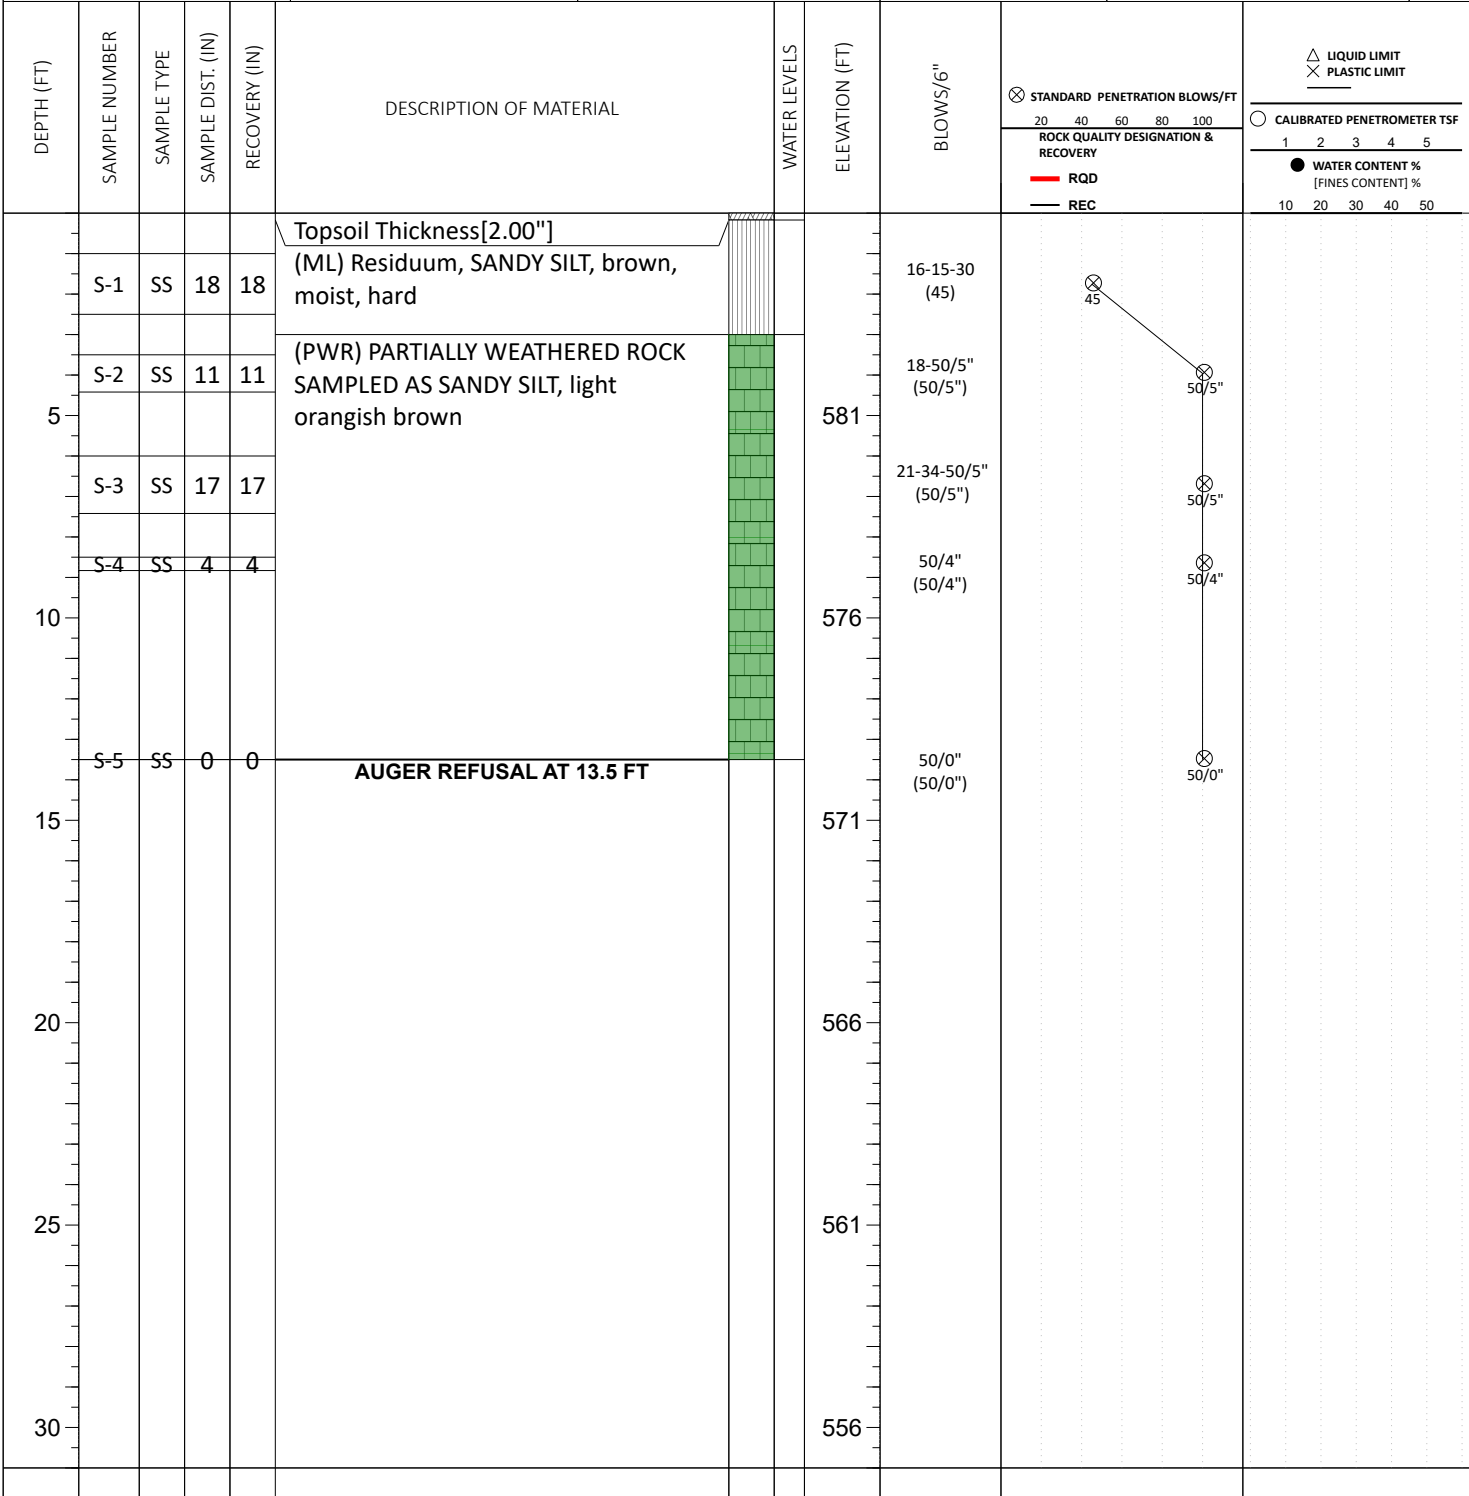 DEPTH (FT)
SAMPLE NUMBER
SAMPLE TYPE
SAMPLE DIST. (IN)
RECOVERY (IN)
DESCRIPTION OF MATERIAL
WATER LEVELS
ELEVATION (FT)
BLOWS/6"
STANDARD PENETRATION BLOWS/FT
20 40 60 80 100
ROCK QUALITY DESIGNATION &
RECOVERY
RQD
REC
LIQUID LIMIT
PLASTIC LIMIT
CALIBRATED PENETROMETER TSF
1 2 3 4 5
WATER CONTENT %
[FINES CONTENT] %
10 20 30 40 50
Topsoil Thickness[2.00"]
S-1 SS 18 18
(ML) Residuum, SANDY SILT, brown,
moist, hard
16-15-30
(45)
45
S-2 SS 11 11
(PWR) PARTIALLY WEATHERED ROCK
SAMPLED AS SANDY SILT, light
orangish brown
18-50/5"
(50/5")
50/5"
5
581
S-3 SS 17 17
21-34-50/5"
(50/5")
50/5"
S-4 SS 4 4
50/4"
(50/4")
50/4"
10
576
S-5 SS 0 0
AUGER REFUSAL AT 13.5 FT
50/0"
(50/0")
50/0"
15
571
20
566
25
561
30
556